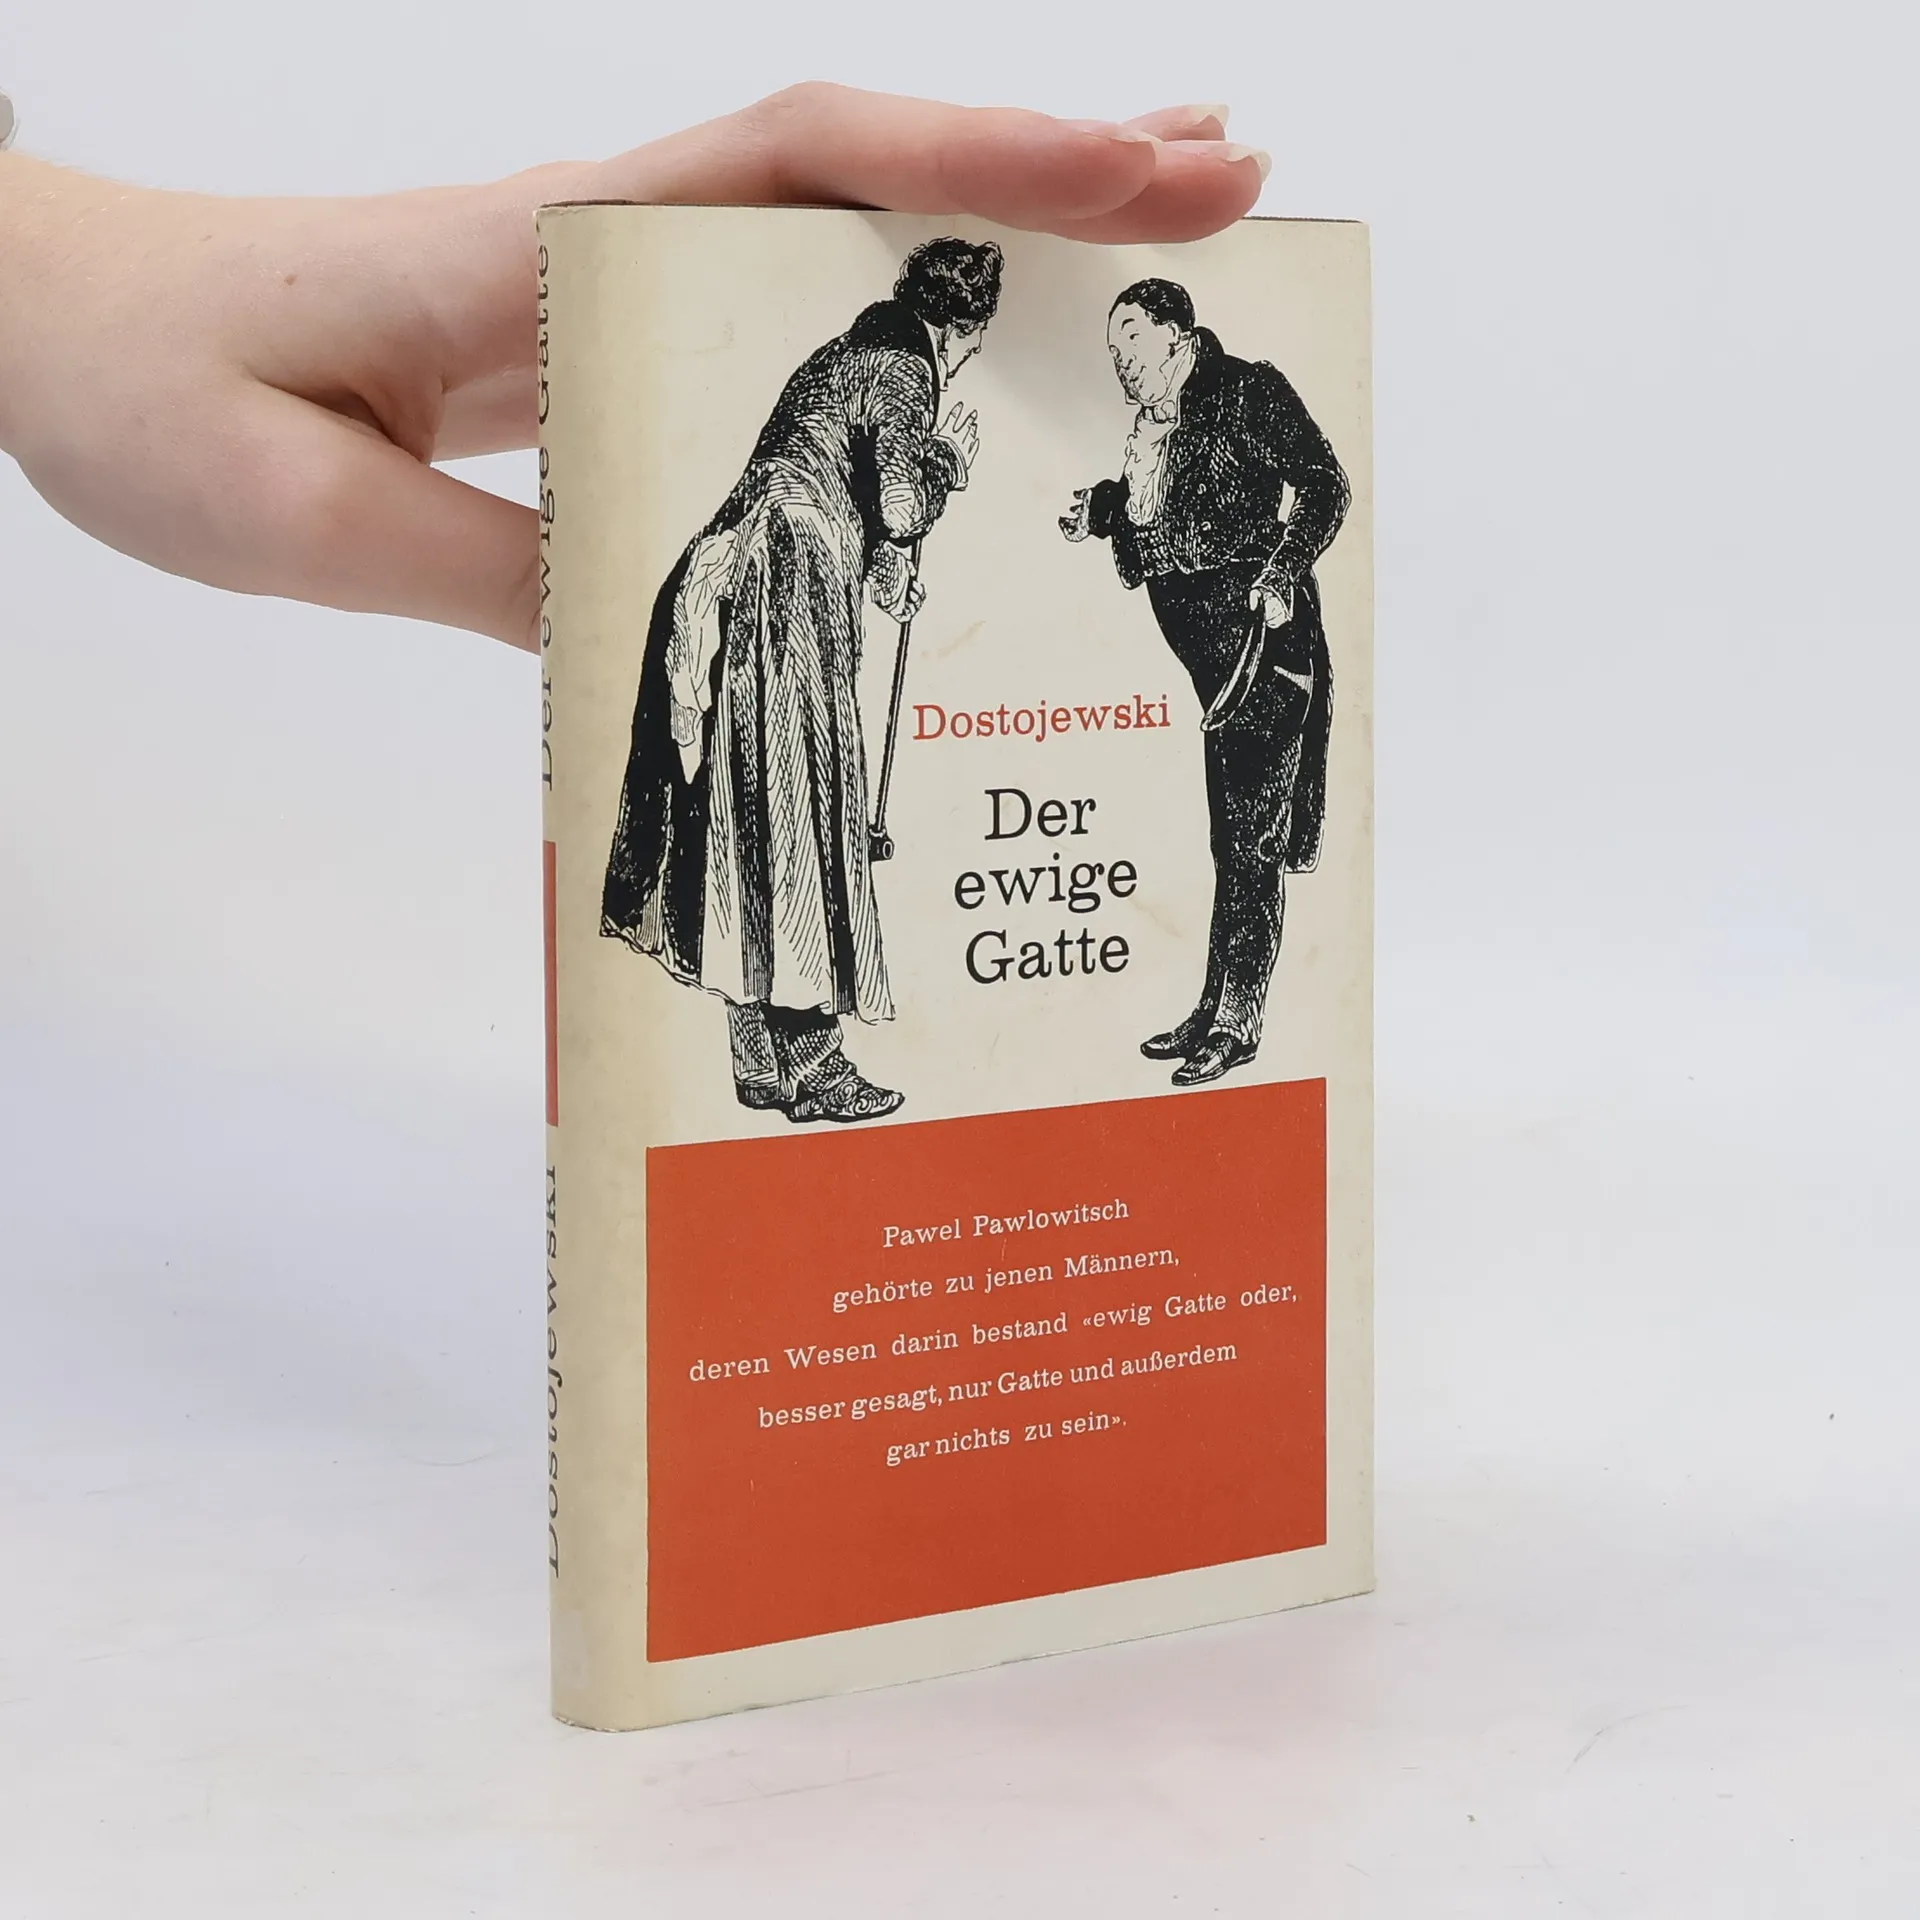 Dostojewski
Der
ewige
Gatte
Pawel Pawlowitsch
gehörte zu jenen Männern,
deren Wesen darin bestand «ewig Gatte oder,
besser gesagt, nur Gatte und außerdem
gar nichts zu sein».
Dostojewski
Der ewige Gatte